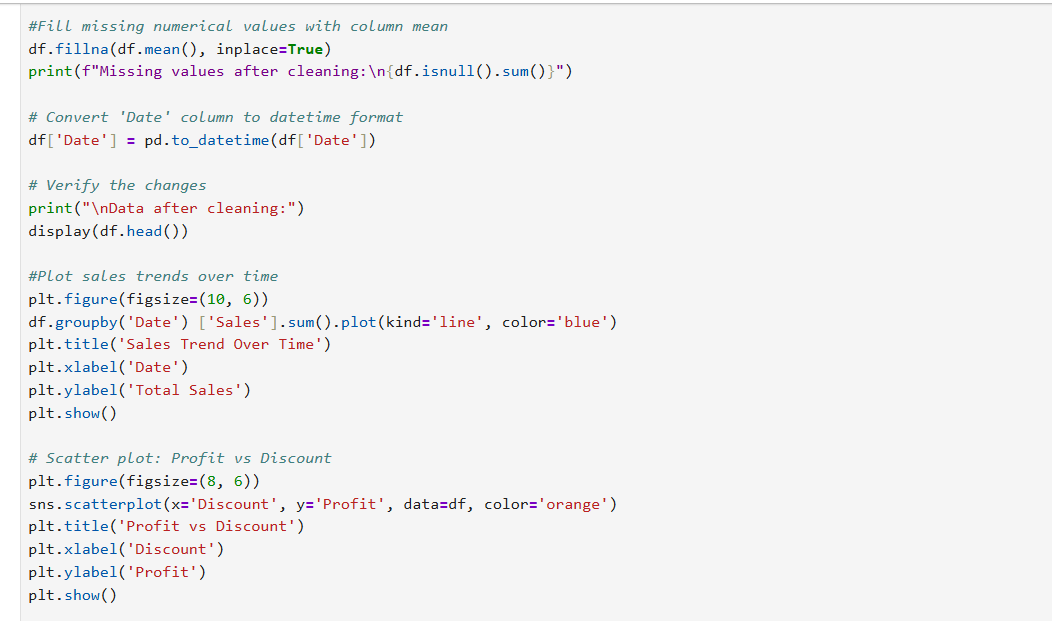 #Fill missing numerical values with column mean
df.fillna(df.mean(), inplace=True)
print(f"Missing values after cleaning:\n{df.isnull().sum()}")
# Convert 'Date' column to datetime format
df['Date'] = pd.to_datetime(df['Date'])
# Verify the changes
print("\nData after cleaning:")
display(df.head())
#Plot sales trends over time
plt.figure(figsize=(10, 6))
df.groupby('Date') ['Sales'].sum().plot(kind='line', color='blue')
plt.title('Sales Trend Over Time')
plt.xlabel('Date')
plt.ylabel('Total Sales')
plt.show()
# Scatter plot: Profit vs Discount
plt.figure(figsize=(8, 6))
sns.scatterplot(x='Discount', y='Profit', data=df, color='orange')
plt.title('Profit vs Discount')
plt.xlabel('Discount')
plt.ylabel('Profit')
plt.show()